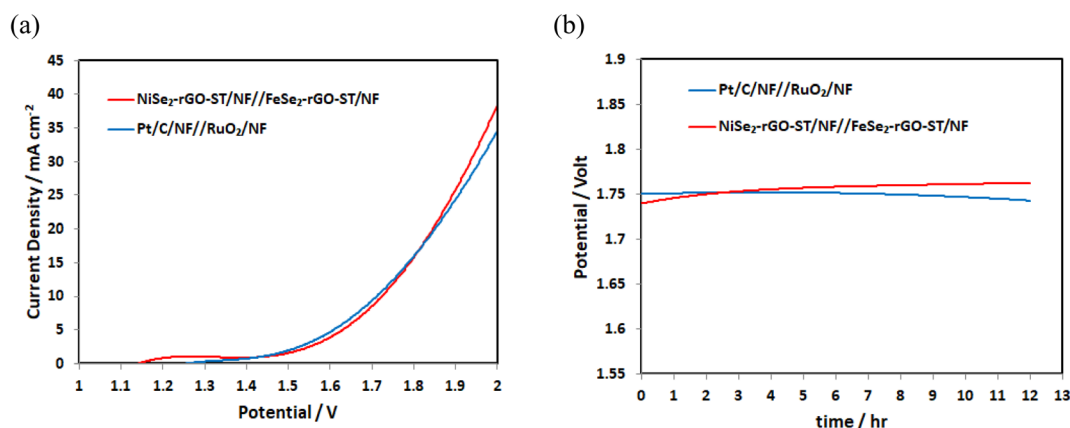 (a)
45
40
35
30
25
20
15
10
5
0
Current Density / mA cm⁻²
NiSe₂-rGO-ST/NF//FeSe₂-rGO-ST/NF
Pt/C/NF//RuO₂/NF
1 1.1 1.2 1.3 1.4 1.5 1.6 1.7 1.8 1.9 2
Potential / V
(b)
1.9
1.85
1.8
1.75
1.7
1.65
1.6
1.55
Potential / Volt
Pt/C/NF//RuO₂/NF
NiSe₂-rGO-ST/NF//FeSe₂-rGO-ST/NF
0 1 2 3 4 5 6 7 8 9 10 11 12 13
time / hr